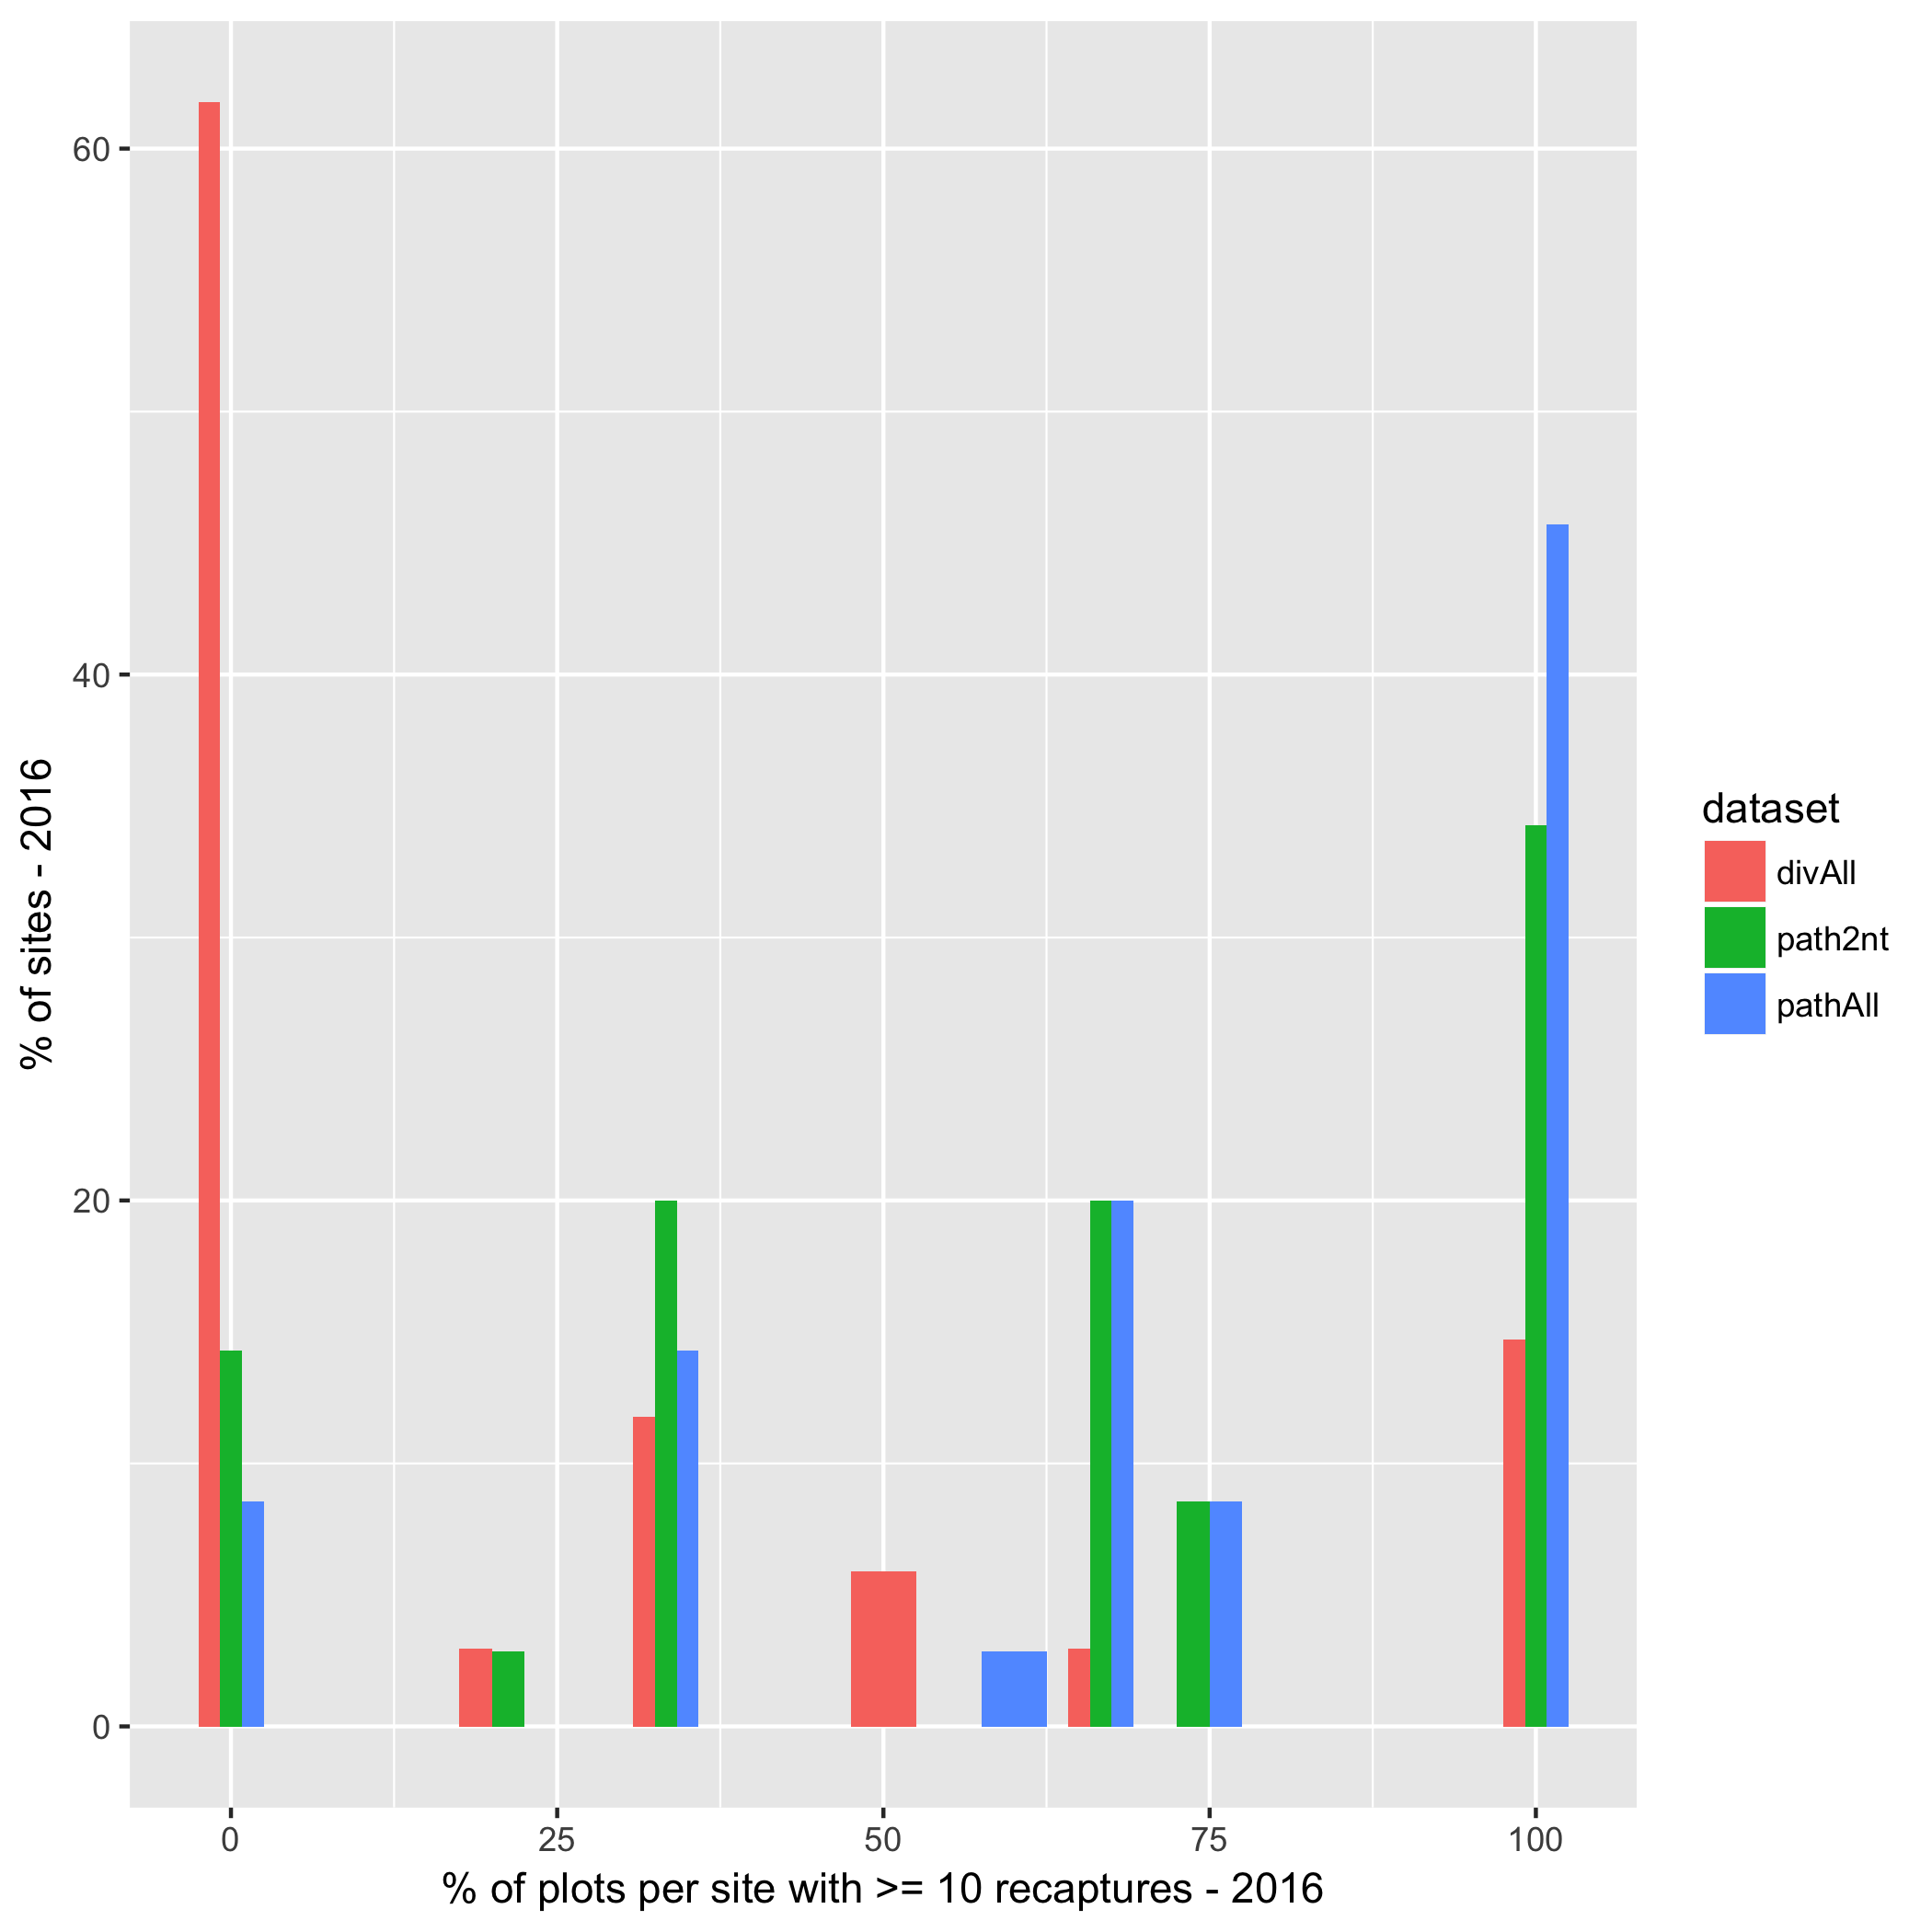 60
40
20
0
% of sites - 2016
0 25 50 75 100
% of plots per site with >= 10 recaptures - 2016
dataset
divAll
path2nt
pathAll